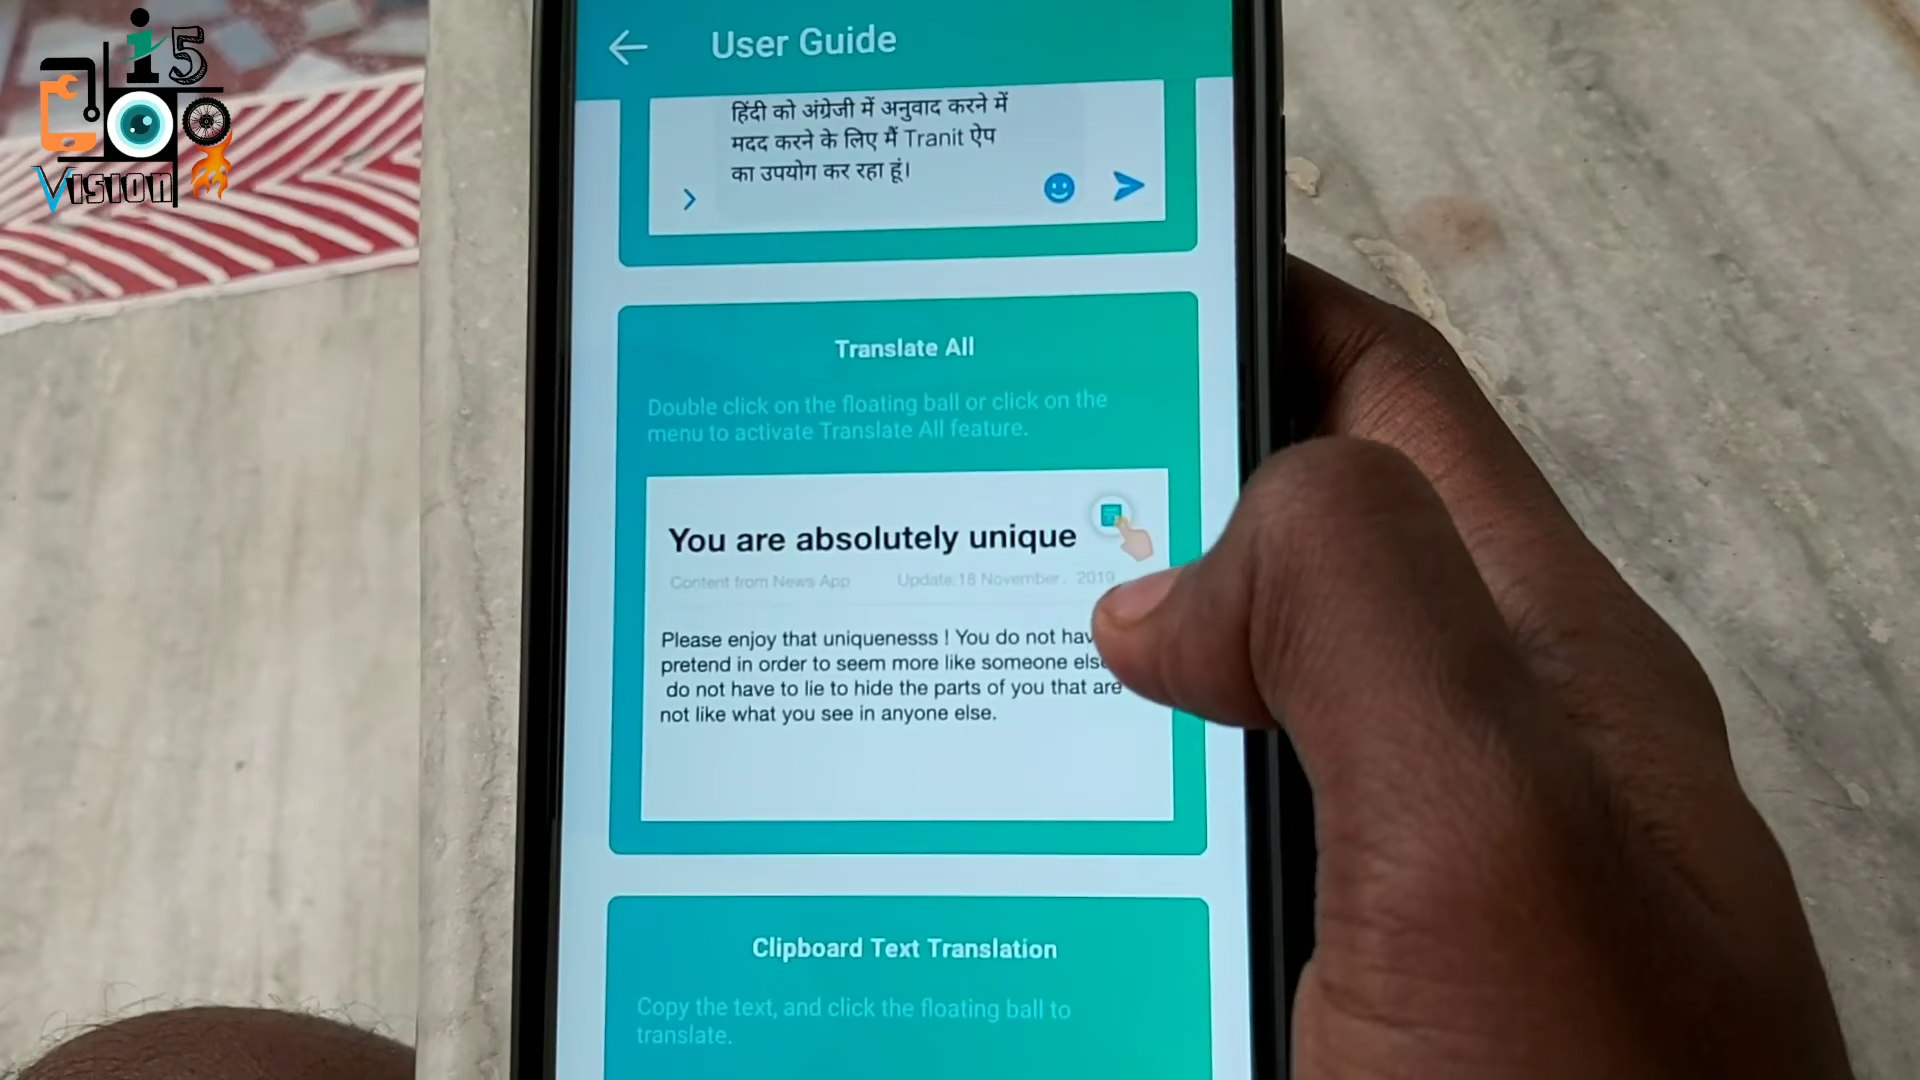 i5
Vision
User Guide
हिंदी को अंग्रेजी में अनुवाद करने में
मदद करने के लिए मैं Tranit ऐप
का उपयोग कर रहा हूं।
Translate All
Double click on the floating ball or click on the
menu to activate Translate All feature.
You are absolutely unique
Content from News App Update:18 November, 2019
Please enjoy that uniquenesss ! You do not
pretend in order to seem more like someone
do not have to lie to hide the parts of you that are
not like what you see in anyone else.
Clipboard Text Translation
Copy the text, and click the floating ball to
translate.